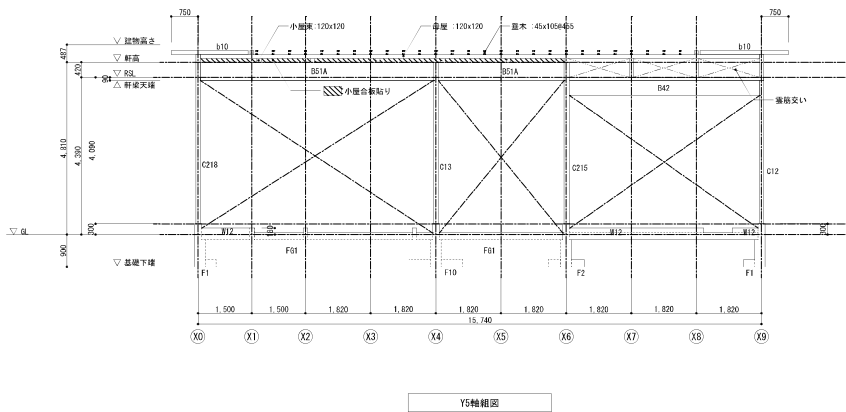 750
750
小屋束:120x120
母屋 :120x120
垂木 :45x105@455
建物高さ
b10
b10
487
軒高
420
RSL
90
軒梁天端
B51A
B51A
小屋合板貼り
B42
雲筋交い
4,810
4,390
4,090
C218
C13
C215
C12
GL
300
W12
180
W12
W12
300
900
FG1
FG1
基礎下端
F1
F10
F2
F1
1,500
1,500
1,820
1,820
1,820
1,820
1,820
1,820
1,820
15,740
X0
X1
X2
X3
X4
X5
X6
X7
X8
X9
Y5軸組図